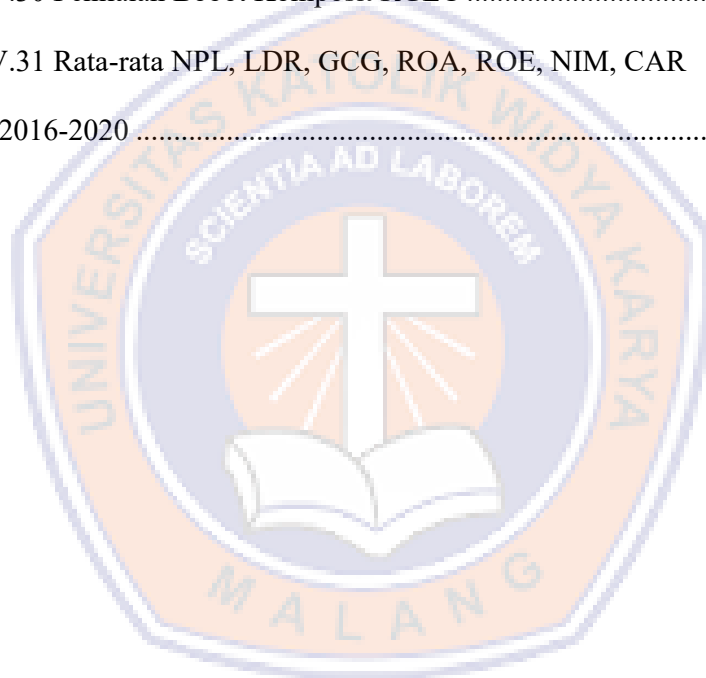 V.31 Rata-rata NPL, LDR, GCG, ROA, ROE, NIM, CAR
2016-2020 ........................................................................
UNIVERSITAS KATOLIK WIDYA KARYA
SCIENTIA AD LABOREM
MALANG